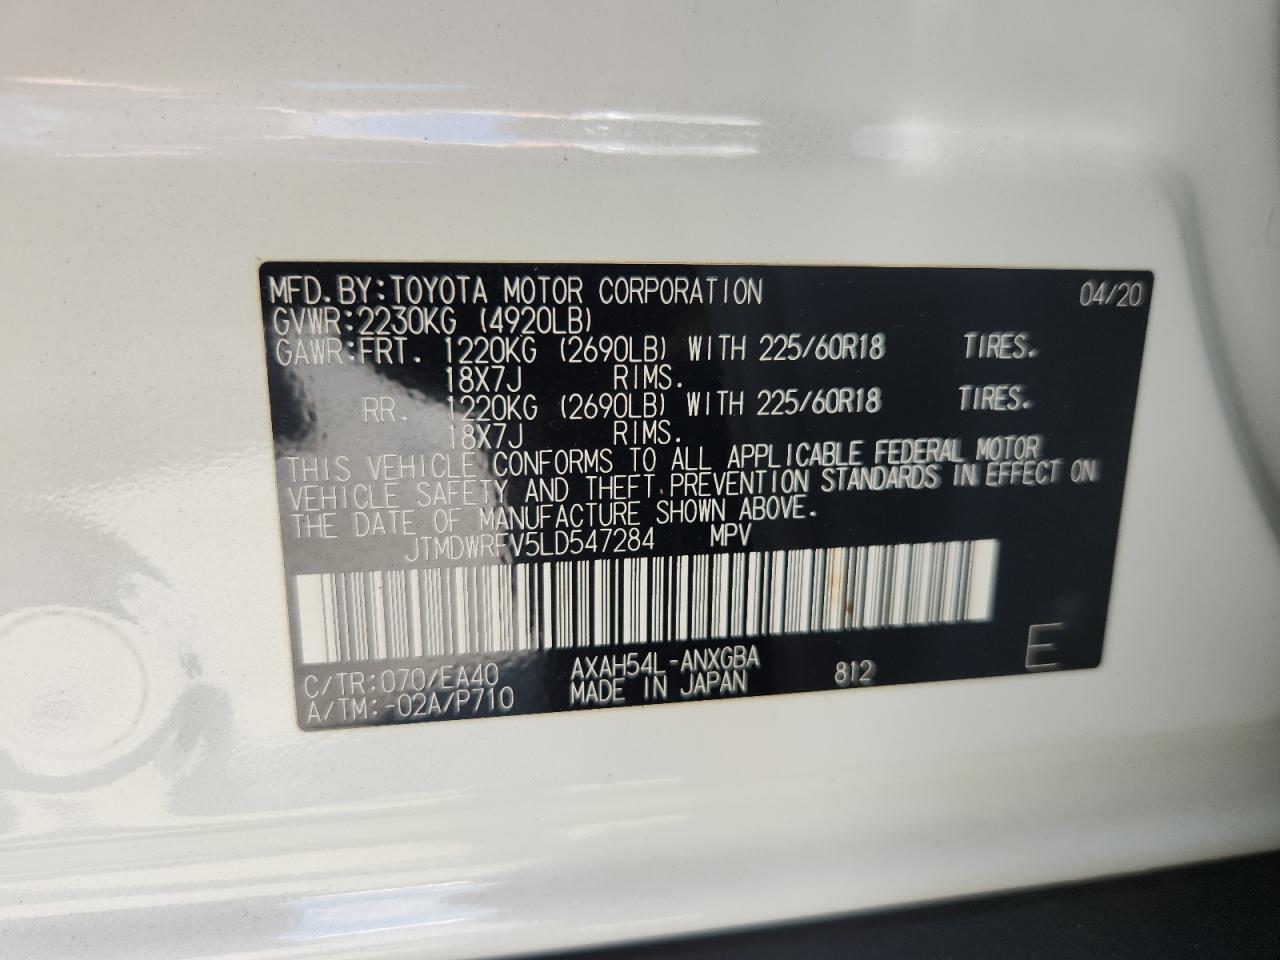 MFD.BY:TOYOTA MOTOR CORPORATION 04/20
GVWR:2230KG (4920LB)
GAWR:FRT. 1220KG (2690LB) WITH 225/60R18 TIRES.
18X7J RIMS.
RR. 1220KG (2690LB) WITH 225/60R18 TIRES.
18X7J RIMS.
THIS VEHICLE CONFORMS TO ALL APPLICABLE FEDERAL MOTOR
VEHICLE SAFETY AND THEFT PREVENTION STANDARDS IN EFFECT ON
THE DATE OF MANUFACTURE SHOWN ABOVE.
JTMDWRFV5LD547284 MPV
C/TR:070/EA40 AXAH54L-ANXGBA 812 E
A/TM:-02A/P710 MADE IN JAPAN